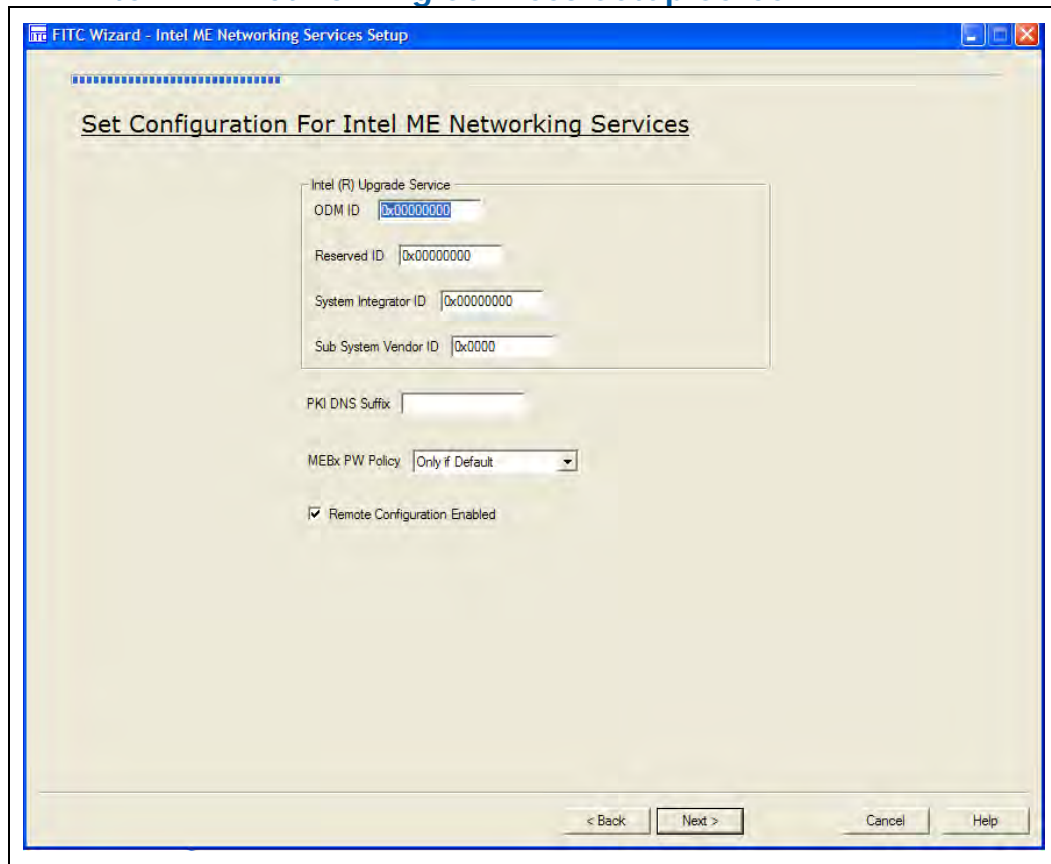 FITC Wizard - Intel ME Networking Services Setup
Set Configuration For Intel ME Networking Services
Intel (R) Upgrade Service
ODM ID 0x00000000
Reserved ID 0x00000000
System Integrator ID 0x00000000
Sub System Vendor ID 0x0000
PKI DNS Suffix
MEBx PW Policy Only if Default
Remote Configuration Enabled
< Back Next > Cancel Help